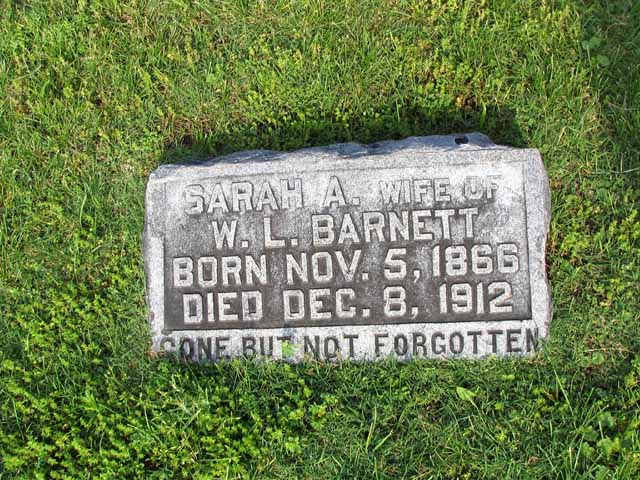 SARAH A. WIFE OF
W. L. BARNETT
BORN NOV. 5, 1866
DIED DEC. 8, 1912
GONE BUT NOT FORGOTTEN